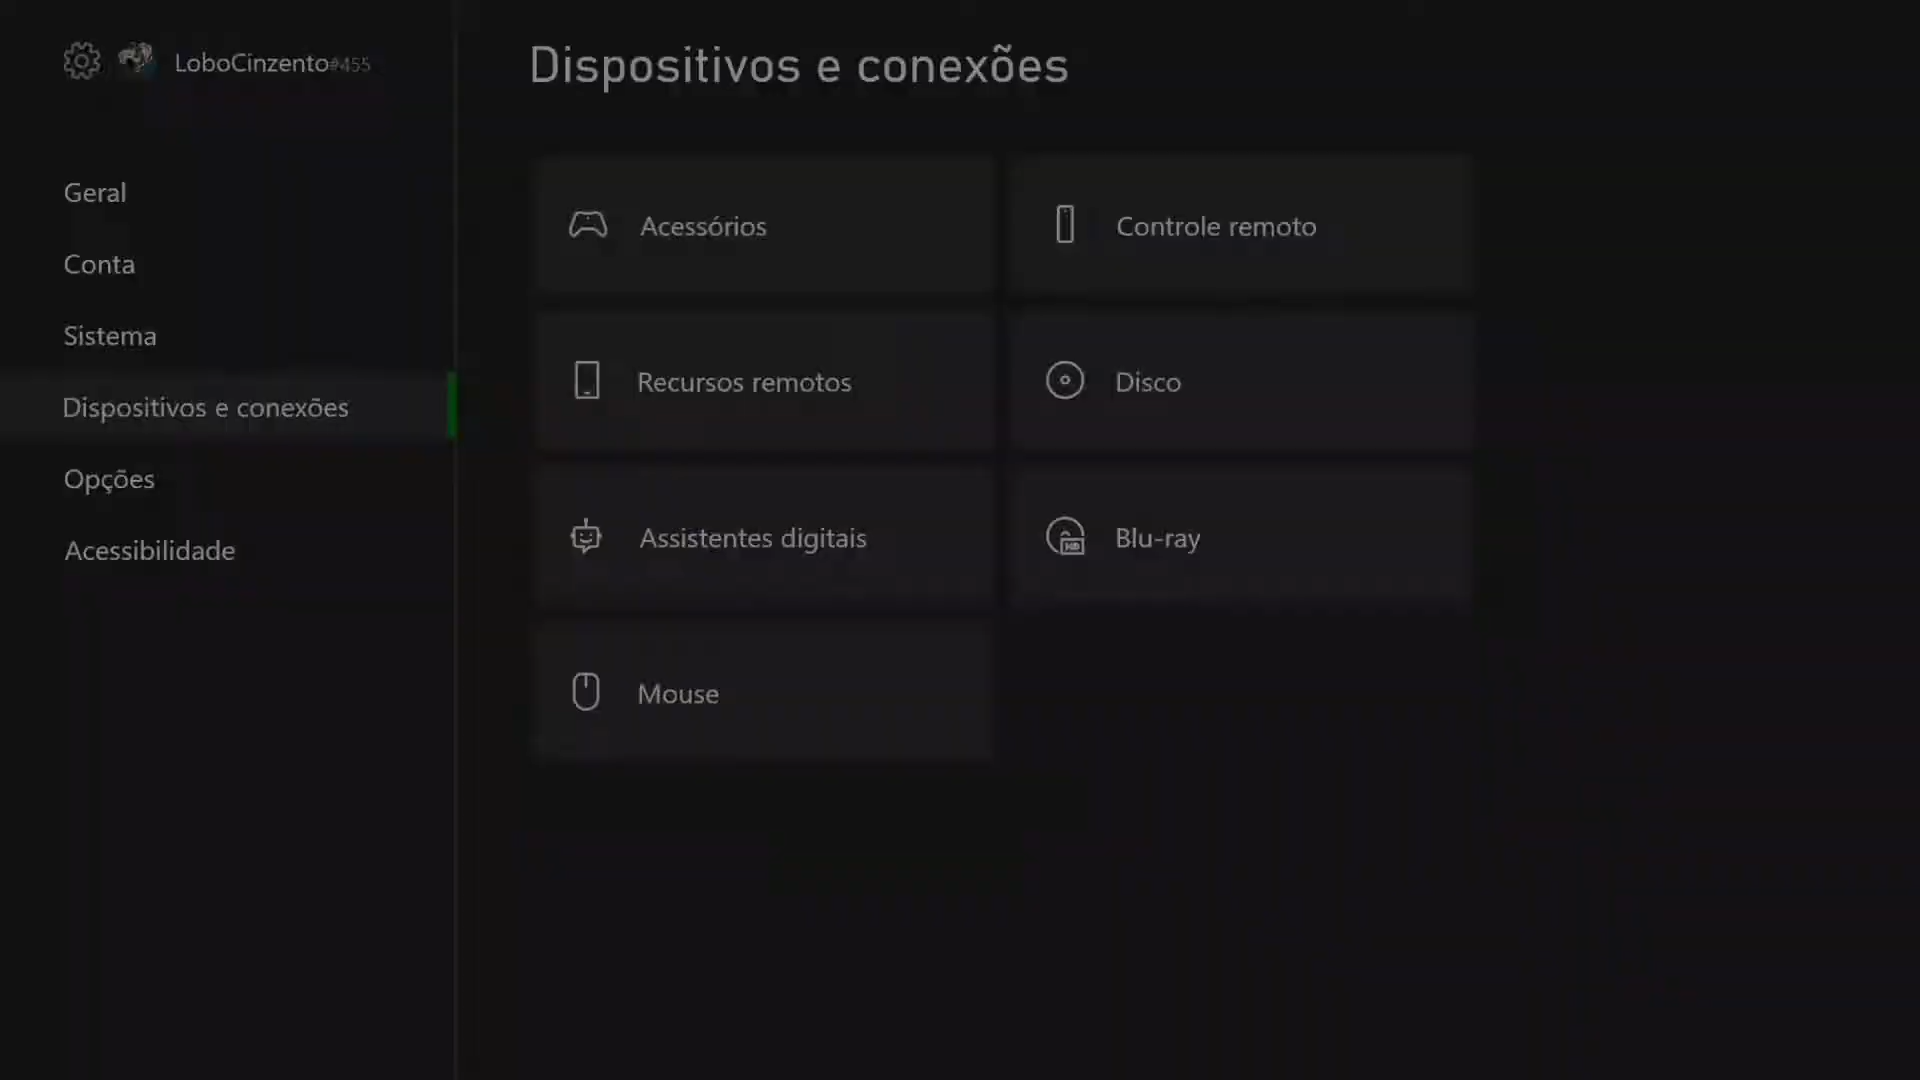 LoboCinzento#455
Geral
Conta
Sistema
Dispositivos e conexões
Opções
Acessibilidade
Dispositivos e conexões
Acessórios
Controle remoto
Recursos remotos
Disco
Assistentes digitais
Blu-ray
Mouse